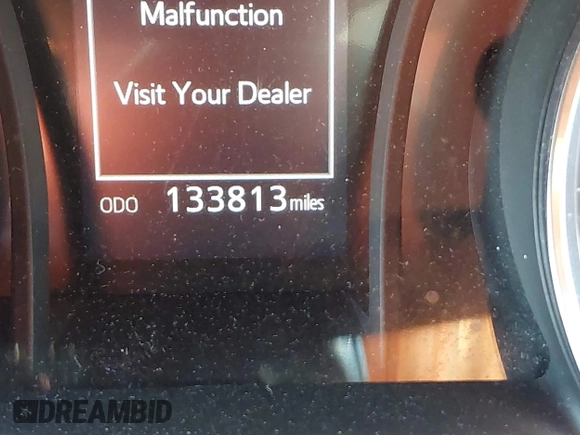 Malfunction
Visit Your Dealer
ODO 133813 miles
DREAMBID